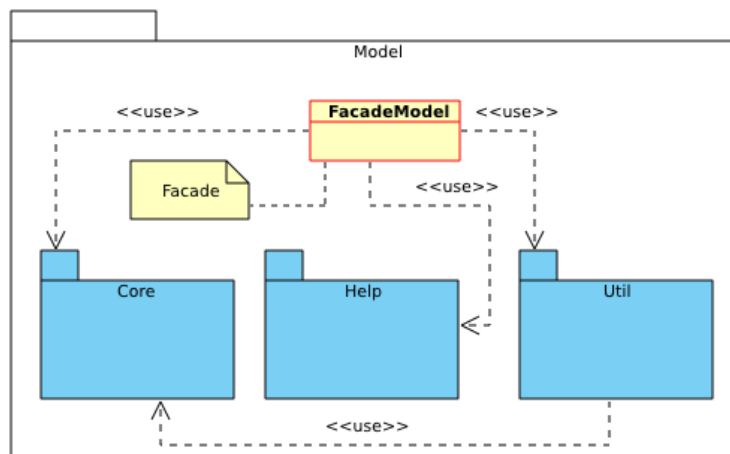 Model
<<use>>
FacadeModel
<<use>>
Facade
<<use>>
Core
Help
Util
<<use>>